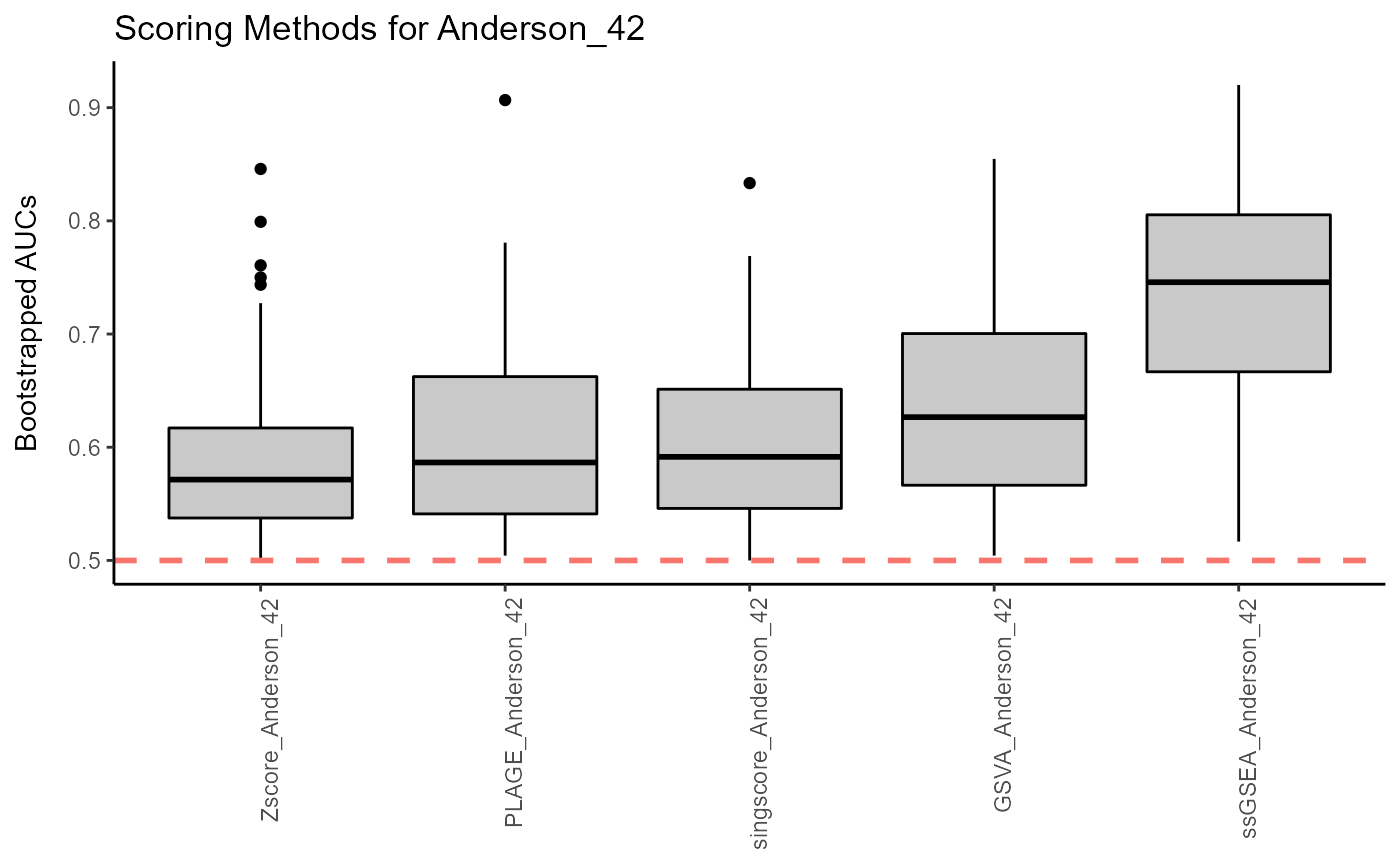 Scoring Methods for Anderson_42
Bootstrapped AUCs
0.9
0.8
0.7
0.6
0.5
Zscore_Anderson_42
PLAGE_Anderson_42
singscore_Anderson_42
GSVA_Anderson_42
ssGSEA_Anderson_42